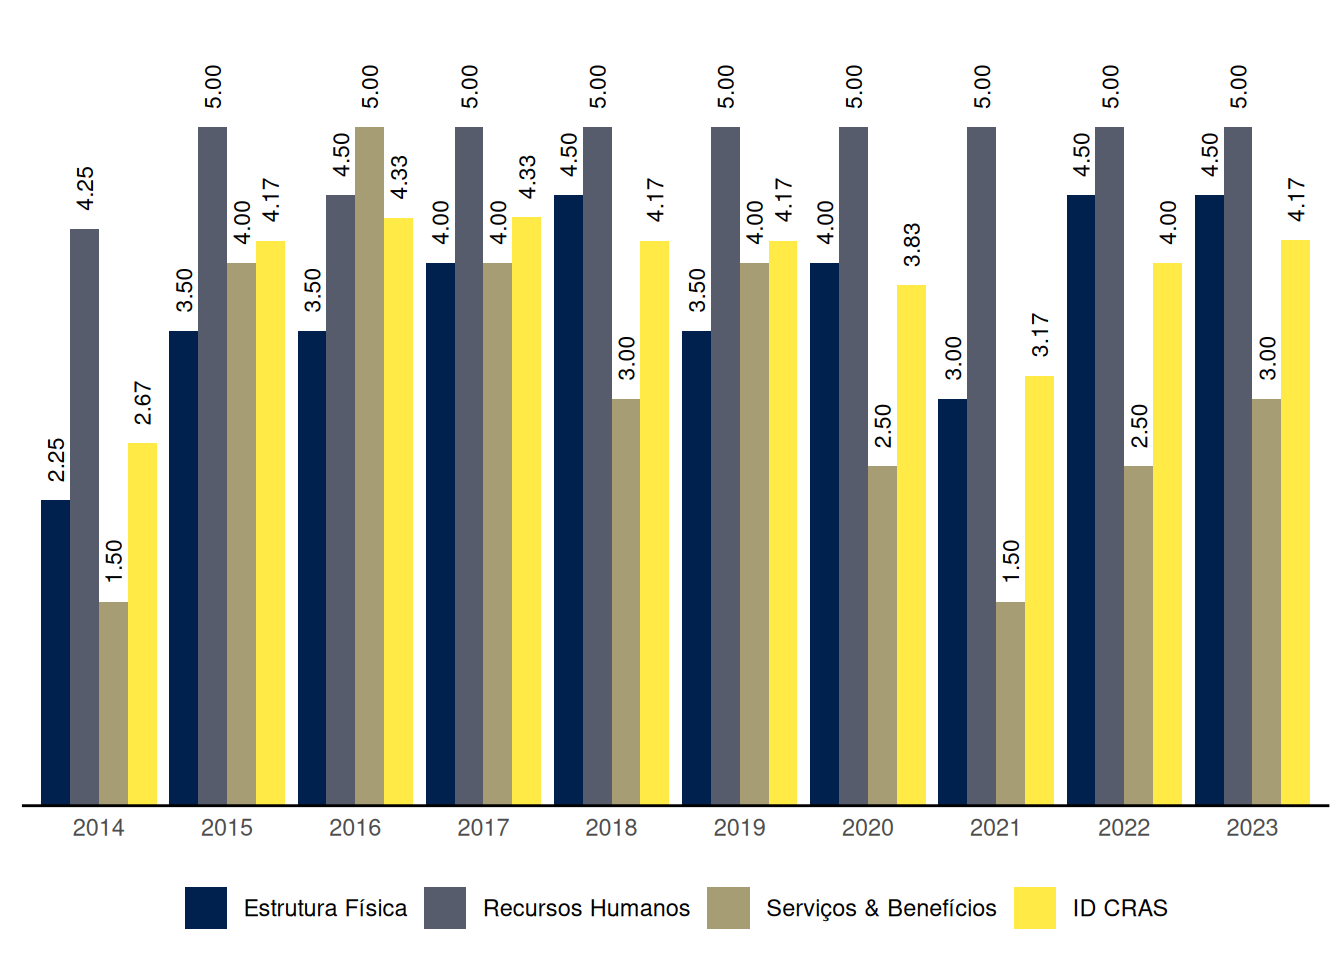 2.25 4.25 1.50 2.67
3.50 5.00 4.00 4.17
3.50 4.50 5.00 4.33
4.00 5.00 4.00 4.33
4.50 5.00 3.00 4.17
3.50 5.00 4.00 4.17
4.00 5.00 2.50 3.83
3.00 5.00 1.50 3.17
4.50 5.00 2.50 4.00
4.50 5.00 3.00 4.17
2014 2015 2016 2017 2018 2019 2020 2021 2022 2023
Estrutura Física Recursos Humanos Serviços & Benefícios ID CRAS